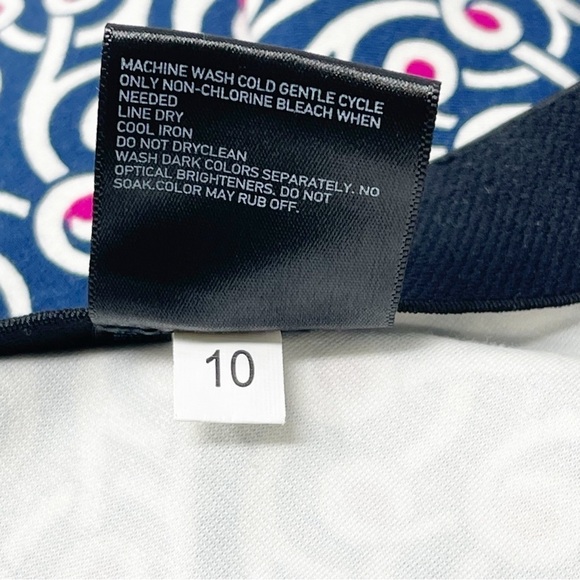 MACHINE WASH COLD GENTLE CYCLE
ONLY NON-CHLORINE BLEACH WHEN
NEEDED
LINE DRY
COOL IRON
DO NOT DRYCLEAN
WASH DARK COLORS SEPARATELY. NO
OPTICAL BRIGHTENERS. DO NOT
SOAK.COLOR MAY RUB OFF.
10